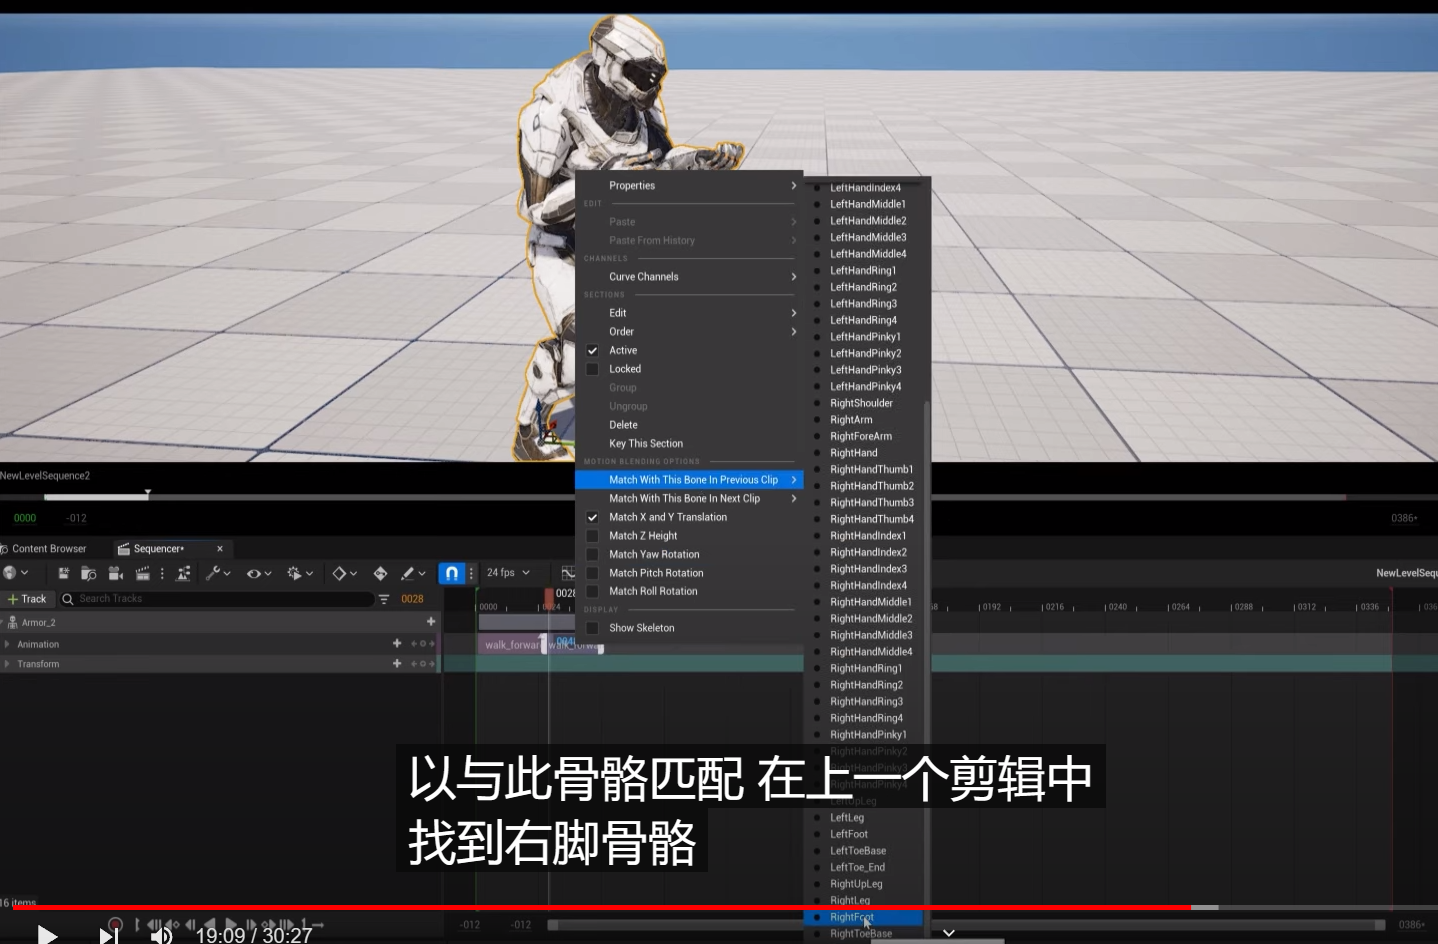 Properties
EDIT
Paste
Paste From History
CHANNELS
Curve Channels
SECTIONS
Edit
Order
Active
Locked
Group
Ungroup
Delete
Key This Section
MOTION BLENDING OPTIONS
Match With This Bone In Previous Clip
Match With This Bone In Next Clip
Match X and Y Translation
Match Z Height
Match Yaw Rotation
Match Pitch Rotation
Match Roll Rotation
DISPLAY
Show Skeleton
LeftHandIndex4
LeftHandMiddle1
LeftHandMiddle2
LeftHandMiddle3
LeftHandMiddle4
LeftHandRing1
LeftHandRing2
LeftHandRing3
LeftHandRing4
LeftHandPinky1
LeftHandPinky2
LeftHandPinky3
LeftHandPinky4
RightShoulder
RightArm
RightForeArm
RightHand
RightHandThumb1
RightHandThumb2
RightHandThumb3
RightHandThumb4
RightHandIndex1
RightHandIndex2
RightHandIndex3
RightHandIndex4
RightHandMiddle1
RightHandMiddle2
RightHandMiddle3
RightHandMiddle4
RightHandRing1
RightHandRing2
RightHandRing3
RightHandRing4
RightHandPinky1
RightHandPinky2
RightHandPinky3
RightHandPinky4
LeftUpLeg
LeftLeg
LeftFoot
LeftToeBase
LeftToe_End
RightUpLeg
RightLeg
RightFoot
RightToeBase
NewLevelSequence2
0000 -012 0386+
Content Browser Sequencer* ×
24 fps
NewLevelSequ
+ Track Search Tracks 0028
0028
0000 0024 0192 0216 0240 0264 0288 0312 0336 036
Armor_2
Animation
walk_forwar
Transform
以与此骨骼匹配 在上一个剪辑中
找到右脚骨骼
16 items
-012 -012 0386+
19:09 / 30:27